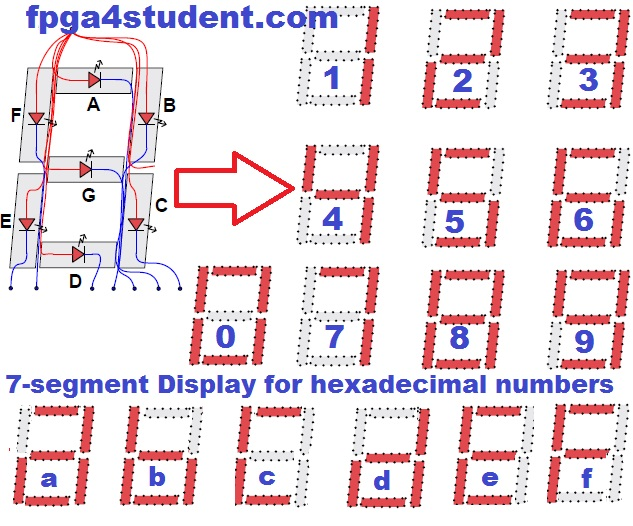 fpga4student.com
A
B
F
G
C
E
D
1
2
3
4
5
6
0
7
8
9
7-segment Display for hexadecimal numbers
a
b
c
d
e
f